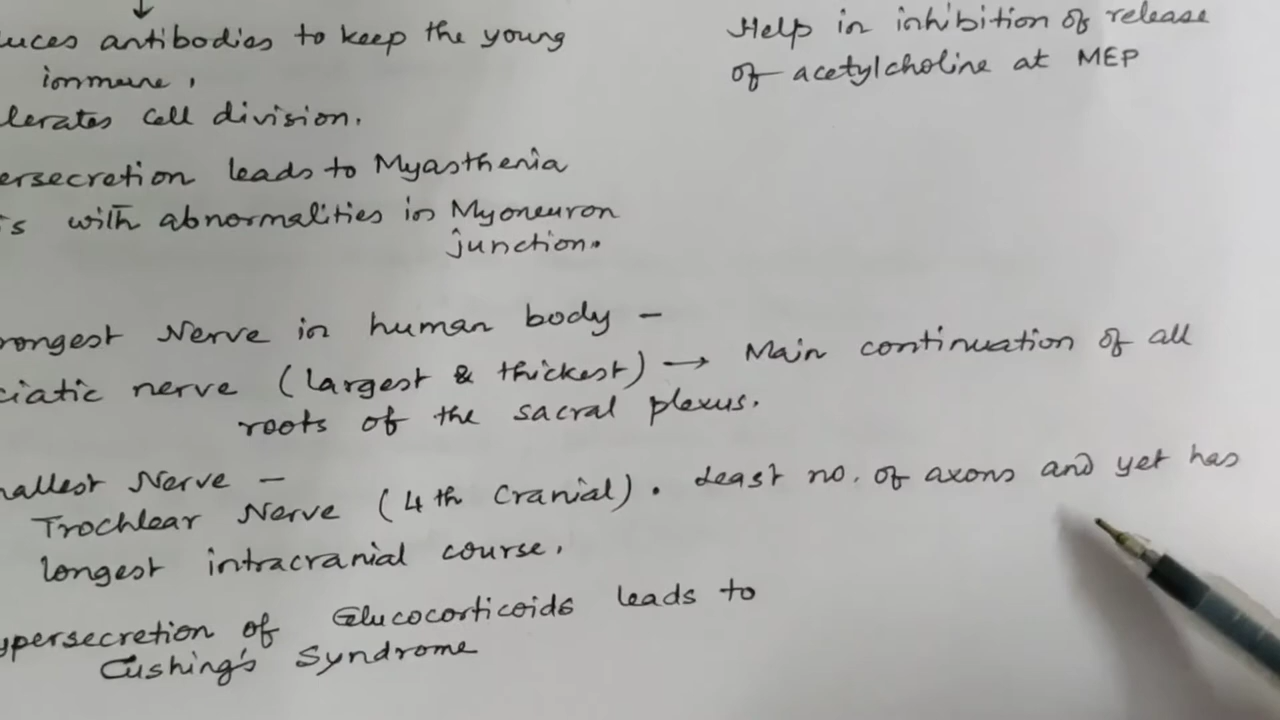 uces antibodies to keep the young
immune.
lerates cell division.
ersecretion leads to Myasthenia
is with abnormalities in Myoneuron
junction.
Help in inhibition of release
of acetylcholine at MEP
rongest Nerve in human body -
ciatic nerve (largest & thickest) → Main continuation of all
roots of the sacral plexus.
mallest Nerve -
Trochlear Nerve (4th Cranial). Least no. of axons and yet has
longest intracranial course.
ypersecretion of Glucocorticoids leads to
Cushing's Syndrome